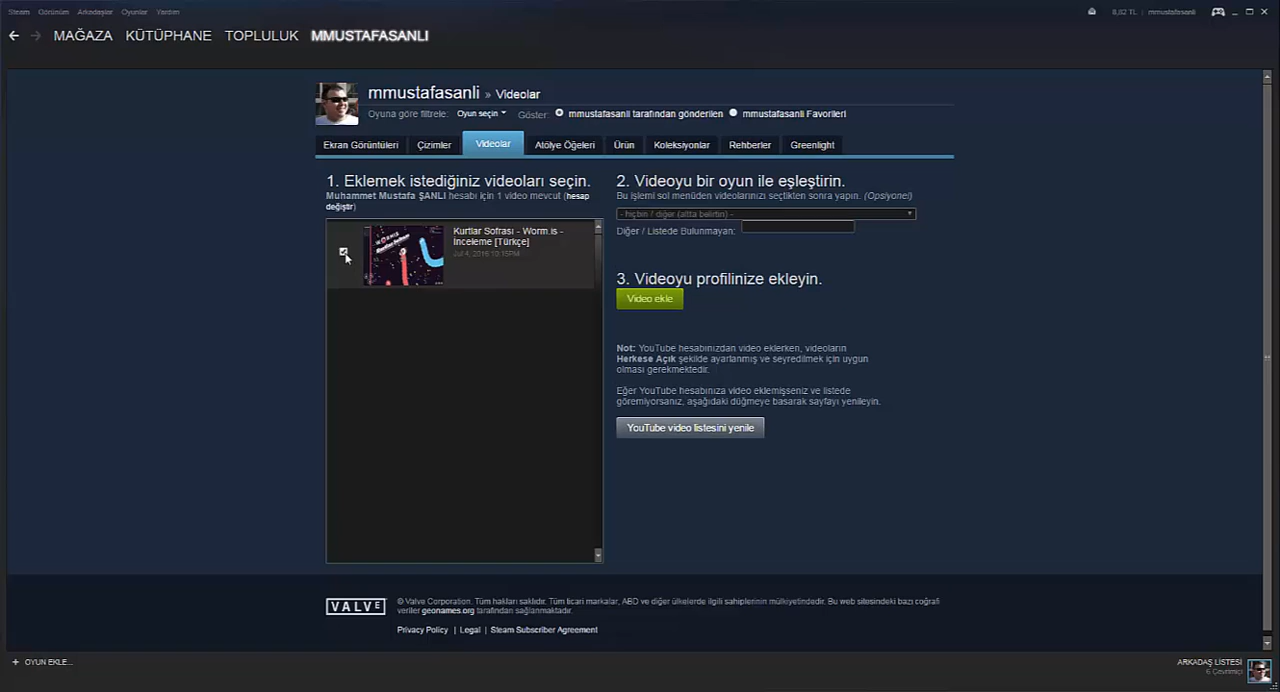 Steam Görünüm Arkadaşlar Oyunlar Yardım
8,02 TL mmustafasanli
MAĞAZA KÜTÜPHANE TOPLULUK MMUSTAFASANLI
mmustafasanli » Videolar
Oyuna göre filtrele: Oyun seçin Göster: mmustafasanli tarafından gönderilen mmustafasanli Favorileri
Ekran Görüntüleri Çizimler Videolar Atölye Öğeleri Ürün Koleksiyonlar Rehberler Greenlight
1. Eklemek istediğiniz videoları seçin.
Muhammet Mustafa ŞANLI hesabı için 1 video mevcut (hesap
değiştir)
Kurtlar Sofrası - Worm.is -
İnceleme [Türkçe]
Jul 4, 2016 10:15PM
2. Videoyu bir oyun ile eşleştirin.
Bu işlemi sol menüden videolarınızı seçtikten sonra yapın. (Opsiyonel)
- hiçbiri / diğer (altta belirtin) -
Diğer / Listede Bulunmayan:
3. Videoyu profilinize ekleyin.
Video ekle
Not: YouTube hesabınızdan video eklerken, videoların
Herkese Açık şekilde ayarlanmış ve seyredilmek için uygun
olması gerekmektedir.
Eğer YouTube hesabınıza video eklemişseniz ve listede
göremiyorsanız, aşağıdaki düğmeye basarak sayfayı yenileyin.
YouTube video listesini yenile
VALVE
© Valve Corporation. Tüm hakları saklıdır. Tüm ticari markalar, ABD ve diğer ülkelerde ilgili sahiplerinin mülkiyetindedir. Bu web sitesindeki bazı coğrafi
veriler geonames.org tarafından sağlanmaktadır.
Privacy Policy | Legal | Steam Subscriber Agreement
+ OYUN EKLE...
ARKADAŞ LİSTESİ
6 Çevrimiçi